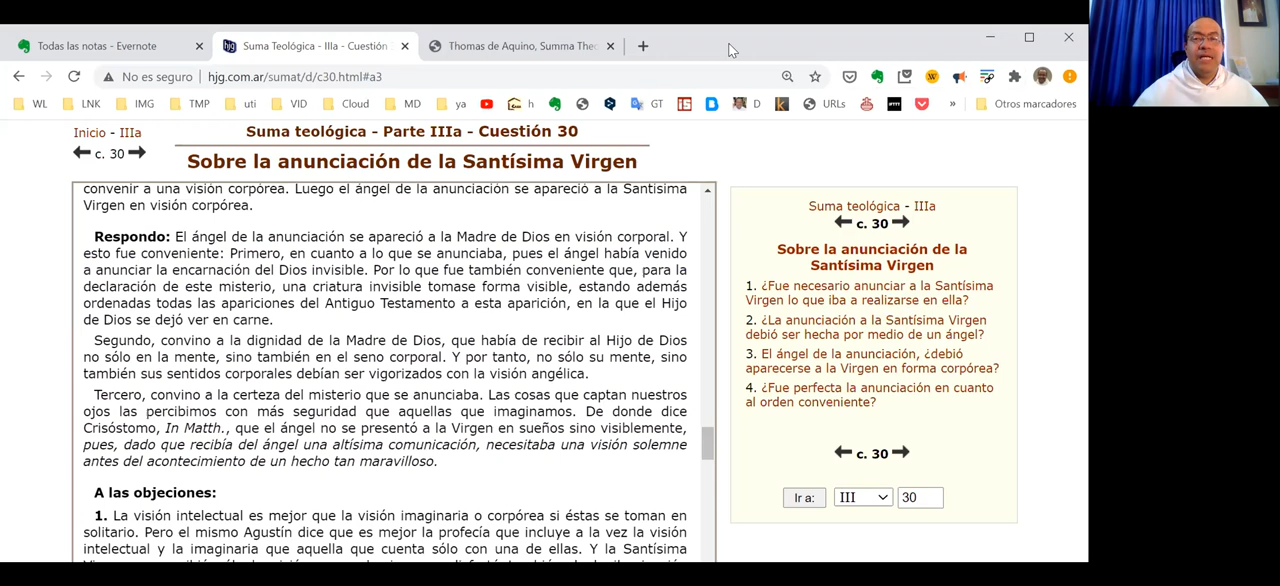 Todas las notas - Evernote
Suma Teológica - IIIa - Cuestión
Thomas de Aquino, Summa Theo
No es seguro
hjg.com.ar/sumat/d/c30.html#a3
WL
LNK
IMG
TMP
uti
VID
Cloud
MD
ya
h
GT
D
URLs
»
Otros marcadores
Inicio - IIIa
c. 30
Suma teológica - Parte IIIa - Cuestión 30
Sobre la anunciación de la Santísima Virgen
convenir a una visión corpórea. Luego el ángel de la anunciación se apareció a la Santisima
Virgen en visión corpórea.
Respondo: El ángel de la anunciación se apareció a la Madre de Dios en visión corporal. Y
esto fue conveniente: Primero, en cuanto a lo que se anunciaba, pues el ángel había venido
a anunciar la encarnación del Dios invisible. Por lo que fue también conveniente que, para la
declaración de este misterio, una criatura invisible tomase forma visible, estando además
ordenadas todas las apariciones del Antiguo Testamento a esta aparición, en la que el Hijo
de Dios se dejó ver en carne.
Segundo, convino a la dignidad de la Madre de Dios, que había de recibir al Hijo de Dios
no sólo en la mente, sino también en el seno corporal. Y por tanto, no sólo su mente, sino
también sus sentidos corporales debían ser vigorizados con la visión angélica.
Tercero, convino a la certeza del misterio que se anunciaba. Las cosas que captan nuestros
ojos las percibimos con más seguridad que aquellas que imaginamos. De donde dice
Crisóstomo, In Matth., que el ángel no se presentó a la Virgen en sueños sino visiblemente,
pues, dado que recibía del ángel una altísima comunicación, necesitaba una visión solemne
antes del acontecimiento de un hecho tan maravilloso.
A las objeciones:
1. La visión intelectual es mejor que la visión imaginaria o corpórea si éstas se toman en
solitario. Pero el mismo Agustín dice que es mejor la profecía que incluye a la vez la visión
intelectual y la imaginaria que aquella que cuenta sólo con una de ellas. Y la Santísima
Suma teológica - IIIa
c. 30
Sobre la anunciación de la
Santísima Virgen
1. ¿Fue necesario anunciar a la Santísima
Virgen lo que iba a realizarse en ella?
2. ¿La anunciación a la Santísima Virgen
debió ser hecha por medio de un ángel?
3. El ángel de la anunciación, ¿debió
aparecerse a la Virgen en forma corpórea?
4. ¿Fue perfecta la anunciación en cuanto
al orden conveniente?
c. 30
Ir a:
III
30